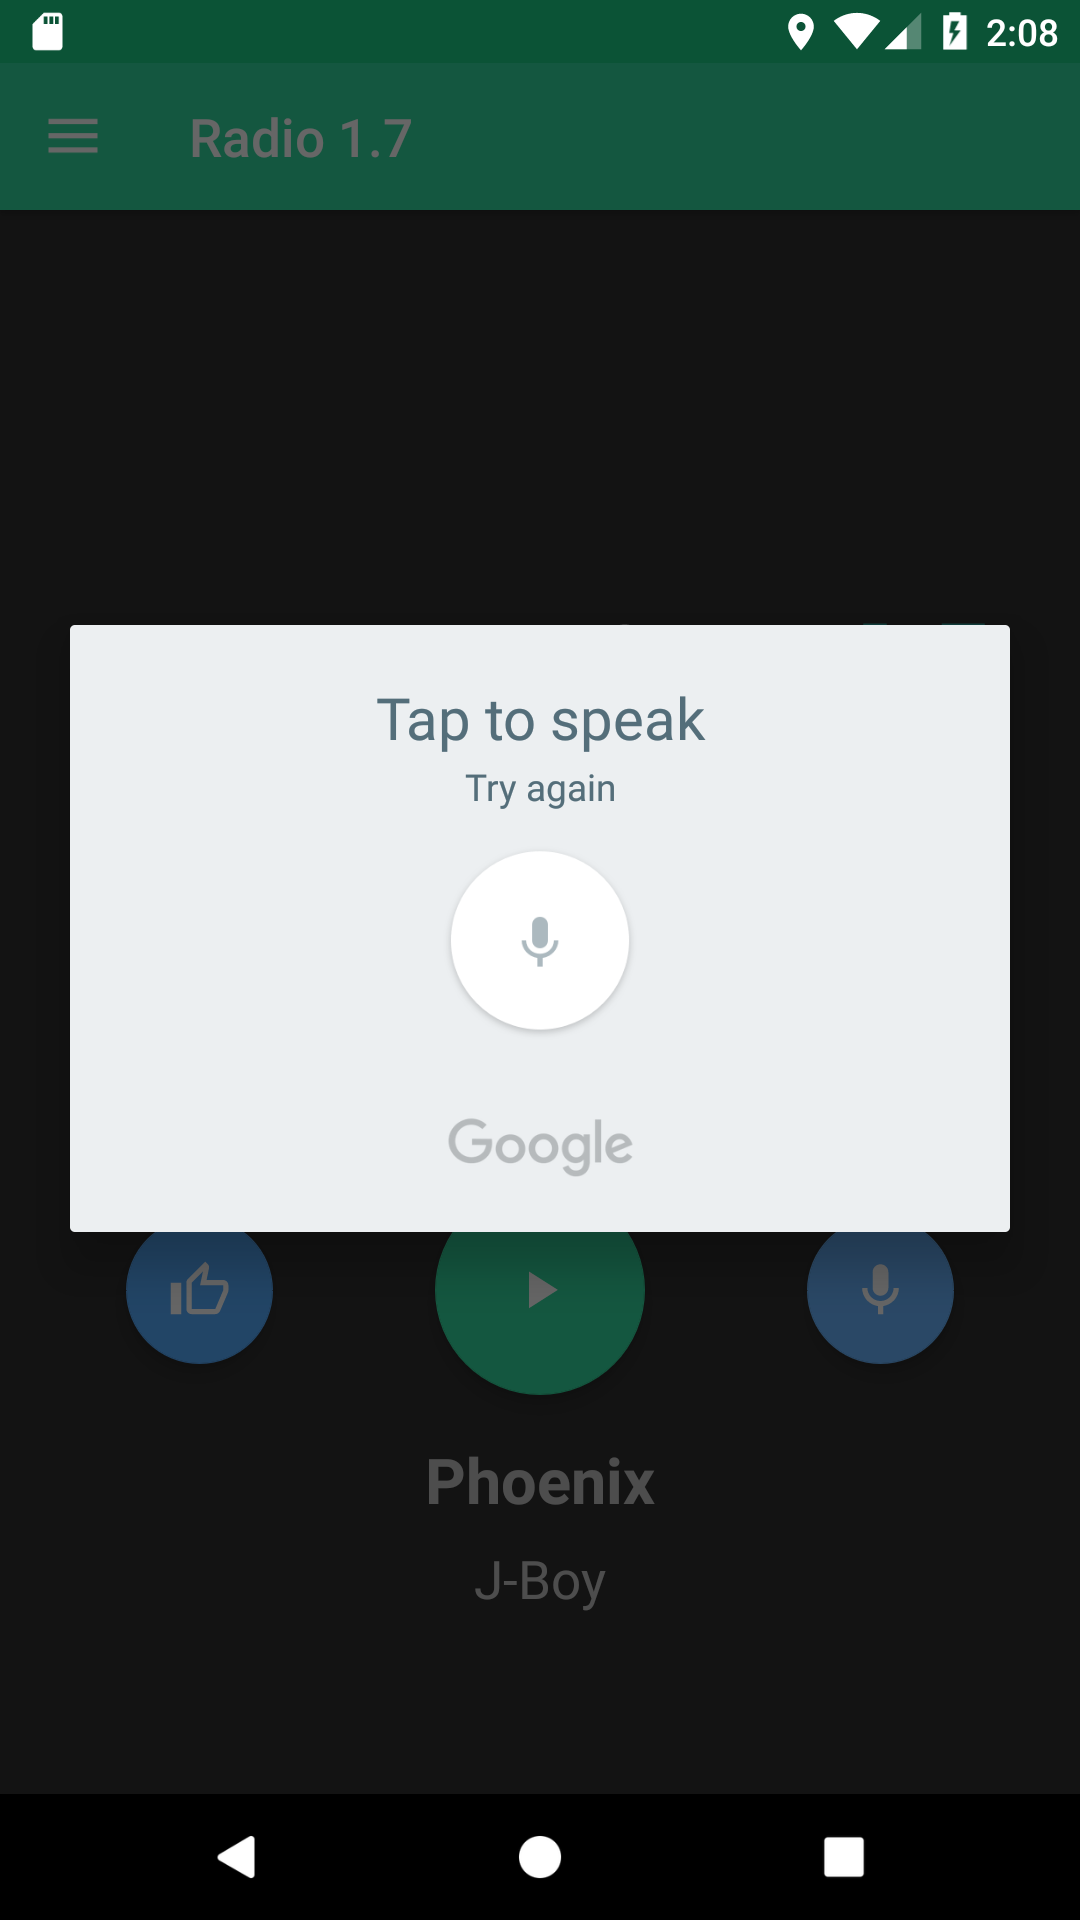 2:08
Radio 1.7
Tap to speak
Try again
Google
Phoenix
J-Boy